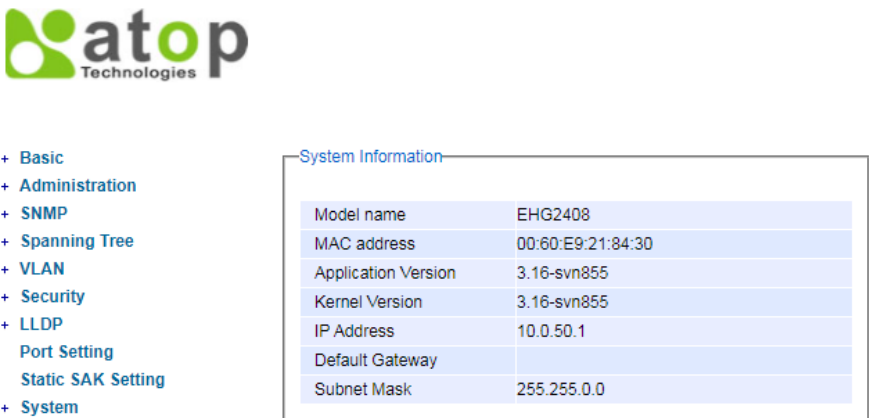 atop
Technologies
+ Basic
+ Administration
+ SNMP
+ Spanning Tree
+ VLAN
+ Security
+ LLDP
Port Setting
Static SAK Setting
+ System
System Information
Model name EHG2408
MAC address 00:60:E9:21:84:30
Application Version 3.16-svn855
Kernel Version 3.16-svn855
IP Address 10.0.50.1
Default Gateway
Subnet Mask 255.255.0.0